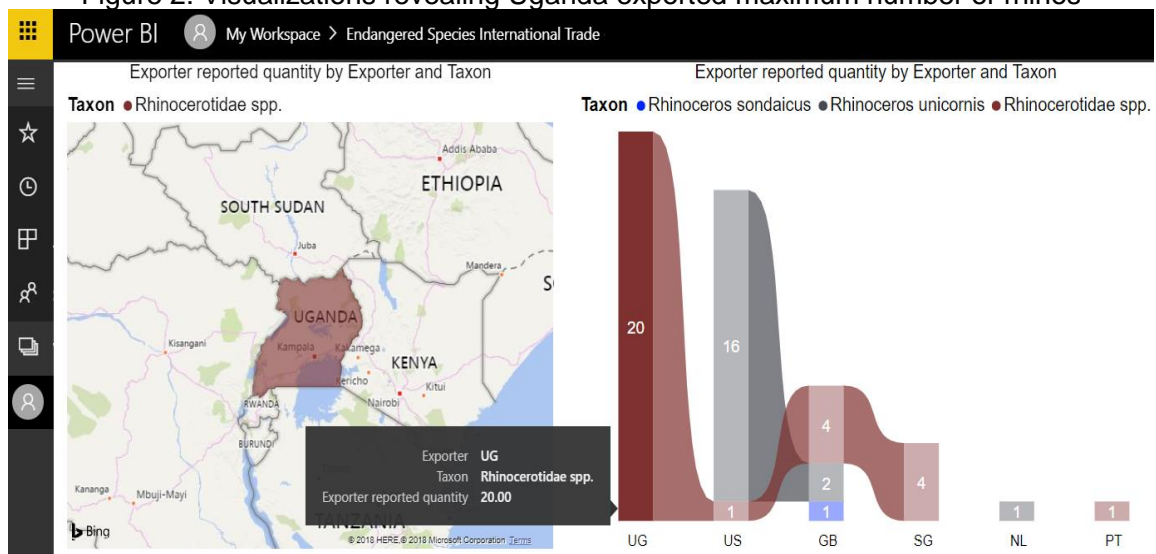 Figure 2: Visualizations revealing Uganda exported maximum number of rhinos
Power BI My Workspace > Endangered Species International Trade
Exporter reported quantity by Exporter and Taxon
Taxon Rhinocerotidae spp.
Addis Ababa
ETHIOPIA
SOUTH SUDAN
Juba
Mandera
UGANDA
Kisangani
Kampala
Kakamega
KENYA
Kericho
Kitui
Nairobi
RWANDA
BURUNDI
Kananga
Mbuji-Mayi
TANZANIA
Bing
© 2018 HERE, © 2018 Microsoft Corporation Terms
Exporter UG
Taxon Rhinocerotidae spp.
Exporter reported quantity 20.00
Exporter reported quantity by Exporter and Taxon
Taxon Rhinoceros sondaicus Rhinoceros unicornis Rhinocerotidae spp.
20
16
1
4
2
1
4
1
1
UG US GB SG NL PT